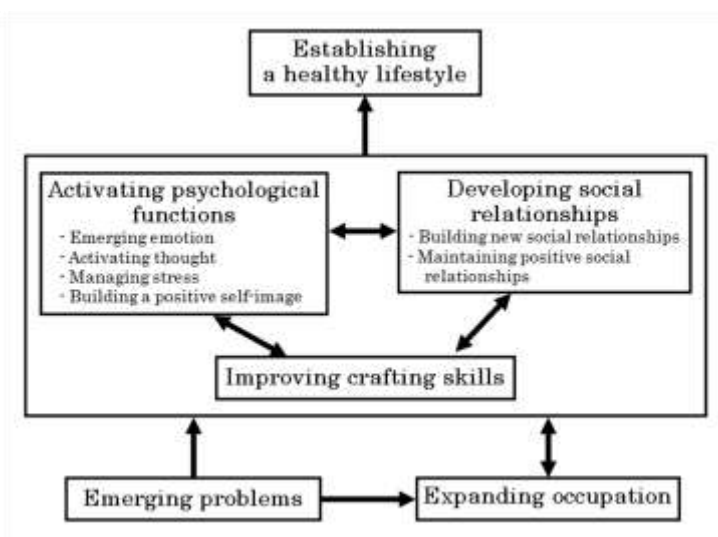 Establishing
a healthy lifestyle
Activating psychological
functions
- Emerging emotion
- Activating thought
- Managing stress
- Building a positive self-image
Developing social
relationships
- Building new social relationships
- Maintaining positive social
relationships
Improving crafting skills
Emerging problems
Expanding occupation